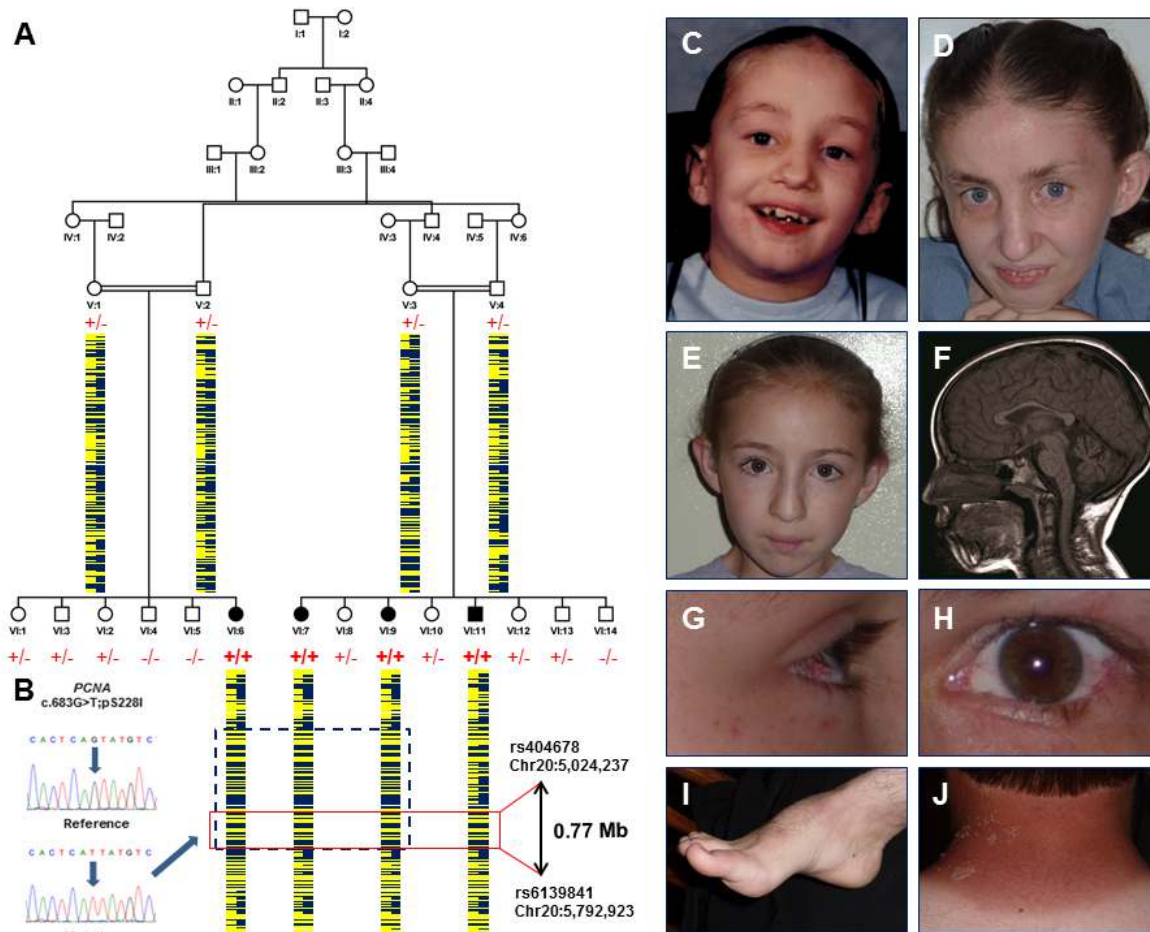 A
I:1 I:2
II:1 II:2 II:3 II:4
III:1 III:2 III:3 III:4
IV:1 IV:2 IV:3 IV:4 IV:5 IV:6
V:1 V:2 V:3 V:4
+/- +/- +/- +/-
VI:1 VI:3 VI:2 VI:4 VI:5 VI:6 VI:7 VI:8 VI:9 VI:10 VI:11 VI:12 VI:13 VI:14
+/- +/- +/- -/- -/- +/+ +/+ +/- +/+ +/- +/+ +/- +/- -/-
B
PCNA
c.683G>T;pS228I
CACTCAGTATGTC
Reference
CACTCATTATGTC
rs404678
Chr20:5,024,237
0.77 Mb
rs6139841
Chr20:5,792,923
C
D
E
F
G
H
I
J